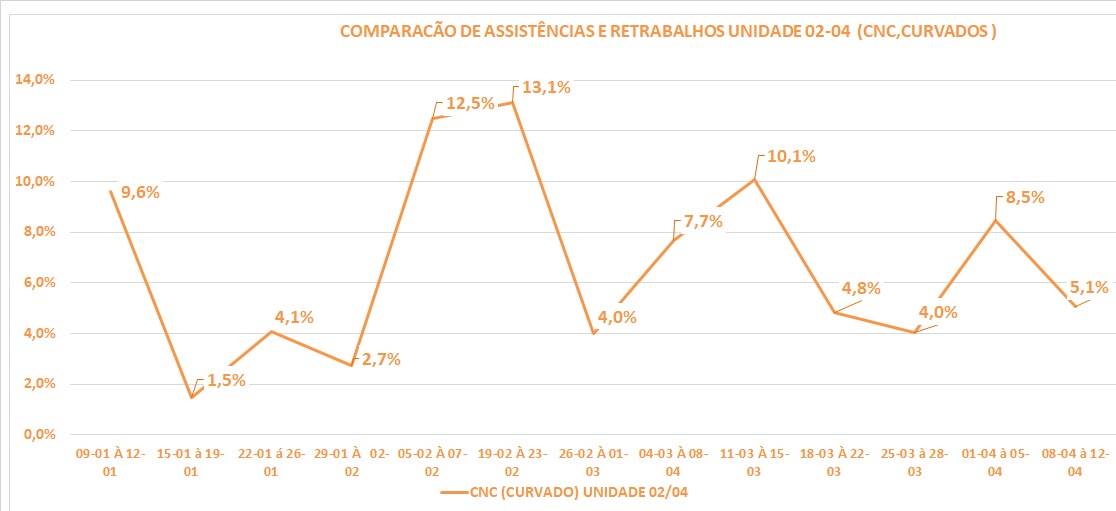 COMPARACÃO DE ASSISTÊNCIAS E RETRABALHOS UNIDADE 02-04 (CNC,CURVADOS )
14,0%
12,0%
10,0%
8,0%
6,0%
4,0%
2,0%
0,0%
9,6%
1,5%
4,1%
2,7%
12,5%
13,1%
4,0%
7,7%
10,1%
4,8%
4,0%
8,5%
5,1%
09-01 À 12-
01
15-01 à 19-
01
22-01 á 26-
01
29-01 À 02-
02
05-02 À 07-
02
19-02 À 23-
02
26-02 À 01-
03
04-03 À 08-
04
11-03 À 15-
03
18-03 À 22-
03
25-03 à 28-
03
01-04 à 05-
04
08-04 à 12-
04
CNC (CURVADO) UNIDADE 02/04